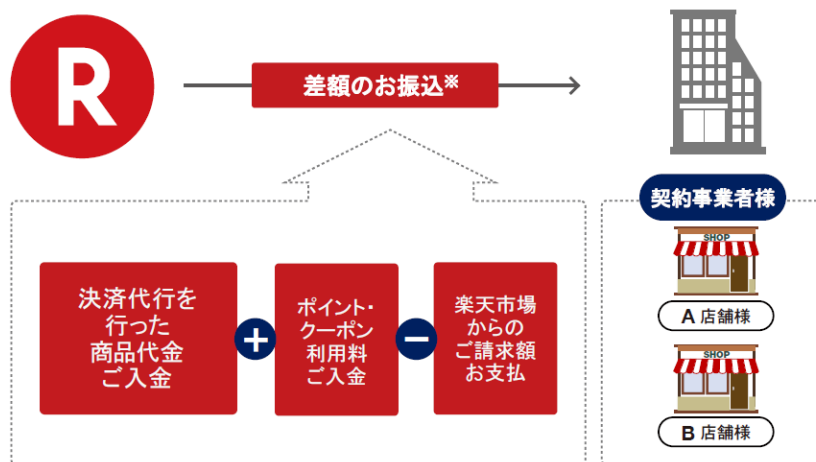 R
差額のお振込※
契約事業者様
SHOP
A 店舗様
SHOP
B 店舗様
決済代行を
行った
商品代金
ご入金
+
ポイント・
クーポン
利用料
ご入金
−
楽天市場
からの
ご請求額
お支払